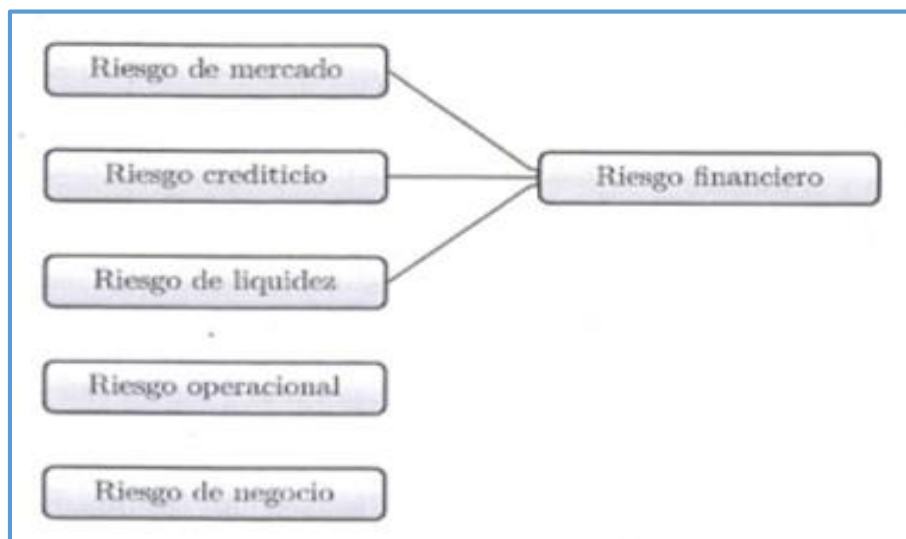 Riesgo de mercado
Riesgo crediticio
Riesgo financiero
Riesgo de liquidez
Riesgo operacional
Riesgo de negocio